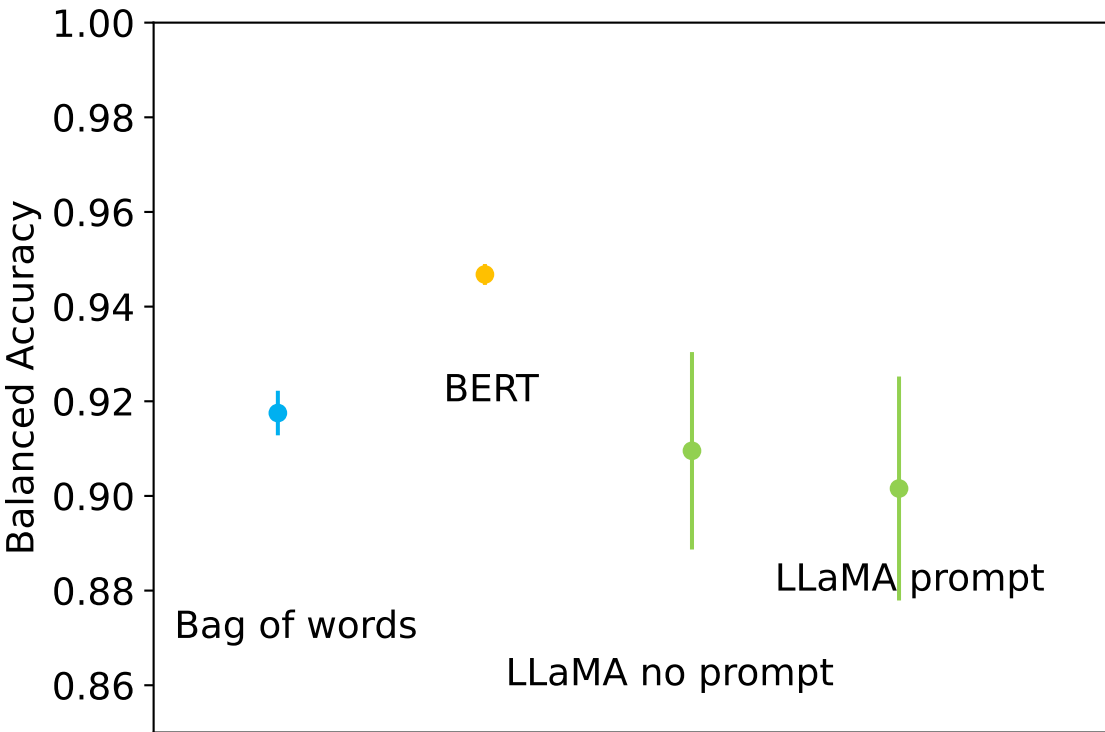 1.00
0.98
0.96
0.94
0.92
0.90
0.88
0.86
Balanced Accuracy
BERT
Bag of words
LLaMA no prompt
LLaMA prompt